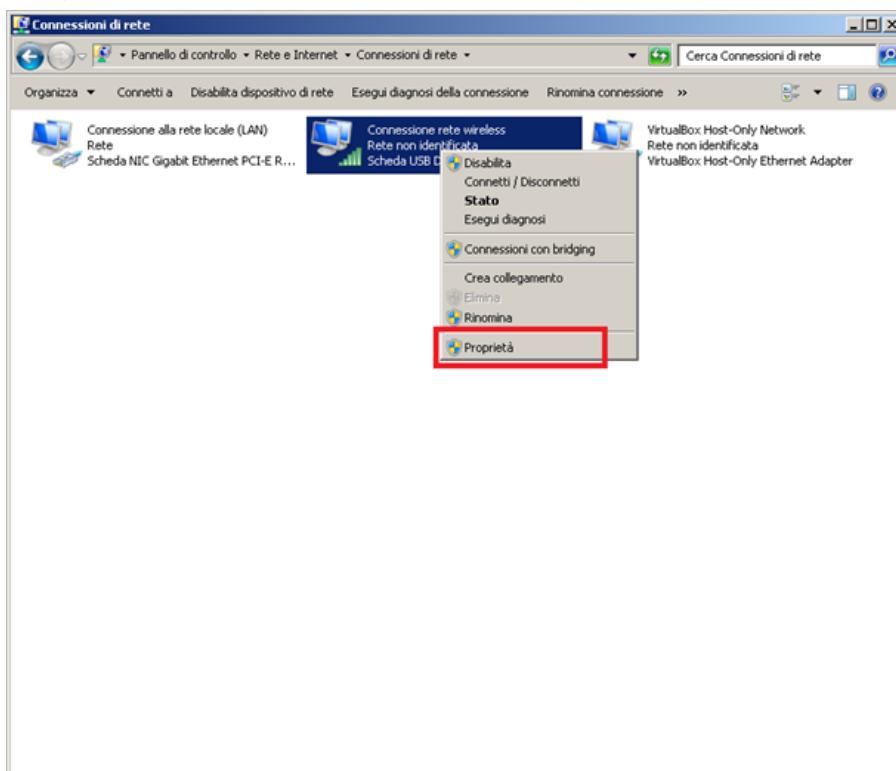 Connessioni di rete
Pannello di controllo Rete e Internet Connessioni di rete
Cerca Connessioni di rete
Organizza Connetti a Disabilita dispositivo di rete Esegui diagnosi della connessione Rinomina connessione »
Connessione alla rete locale (LAN)
Rete
Scheda NIC Gigabit Ethernet PCI-E R...
Connessione rete wireless
Rete non identificata
Scheda USB D
VirtualBox Host-Only Network
Rete non identificata
VirtualBox Host-Only Ethernet Adapter
Disabilita
Connetti / Disconnetti
Stato
Esegui diagnosi
Connessioni con bridging
Crea collegamento
Elimina
Rinomina
Proprietà